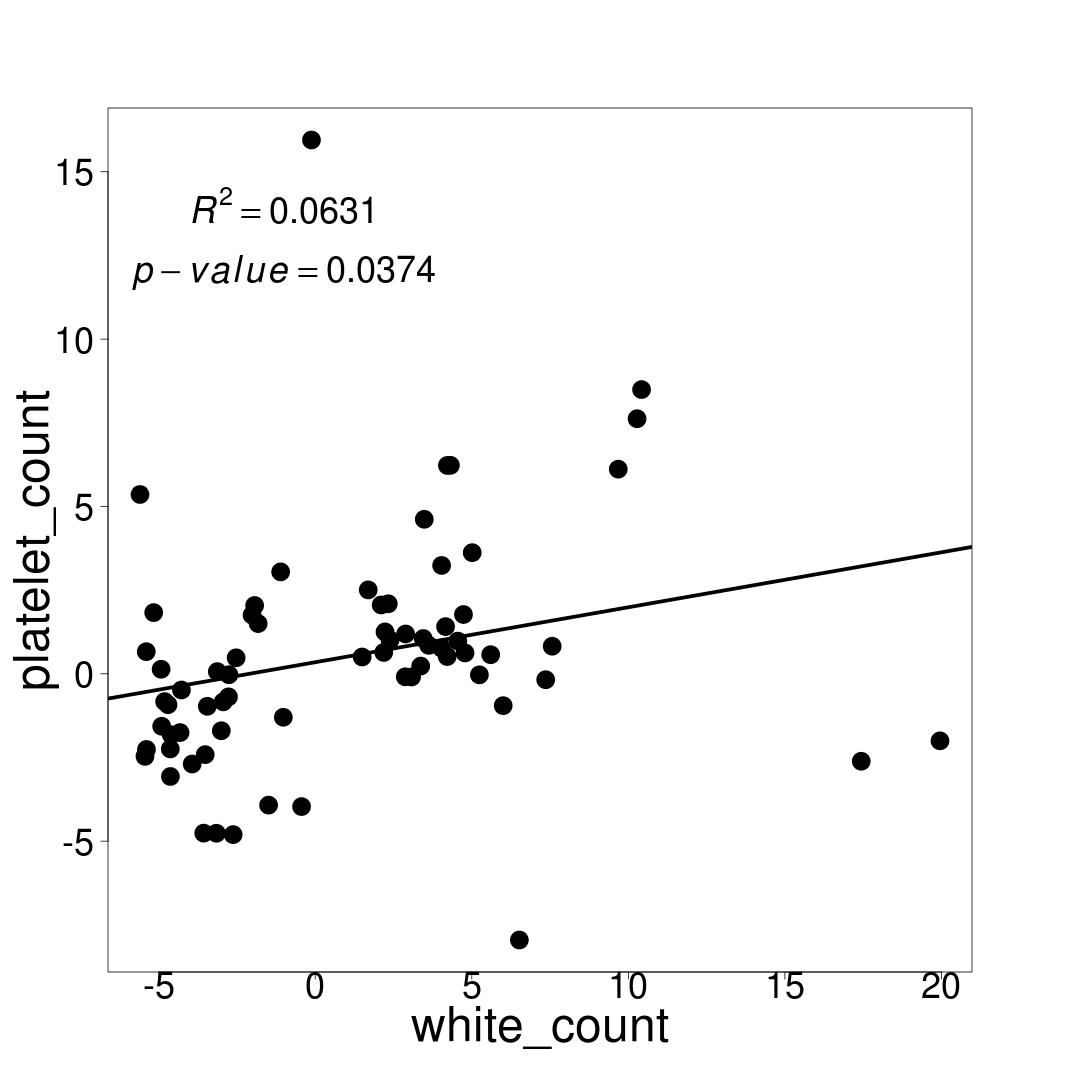 R² = 0.0631
p − value = 0.0374
15
10
5
0
-5
platelet_count
-5 0 5 10 15 20
white_count